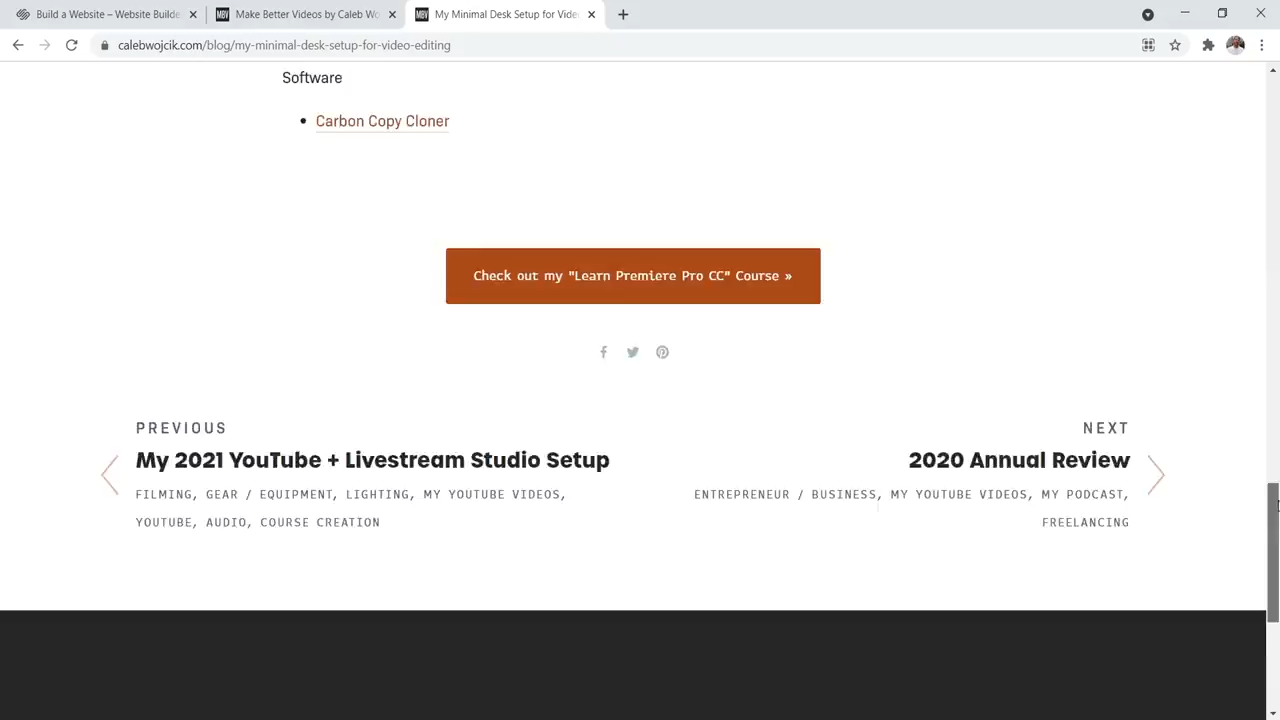 Build a Website – Website Builde
MBV Make Better Videos by Caleb Wo
MBV My Minimal Desk Setup for Vide
calebwojcik.com/blog/my-minimal-desk-setup-for-video-editing
Software
• Carbon Copy Cloner
Check out my "Learn Premiere Pro CC" Course »
PREVIOUS
My 2021 YouTube + Livestream Studio Setup
FILMING, GEAR / EQUIPMENT, LIGHTING, MY YOUTUBE VIDEOS,
YOUTUBE, AUDIO, COURSE CREATION
NEXT
2020 Annual Review
ENTREPRENEUR / BUSINESS, MY YOUTUBE VIDEOS, MY PODCAST,
FREELANCING